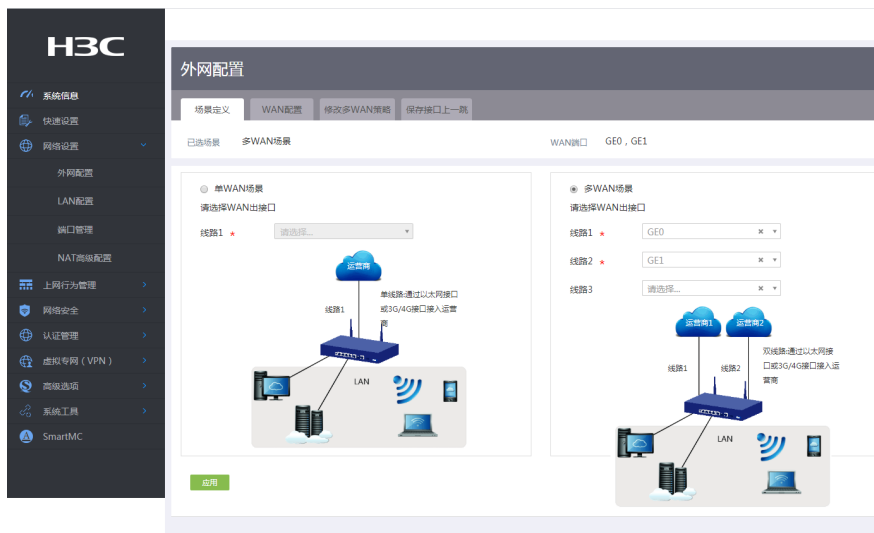 H3C
系统信息
快速设置
网络设置
外网配置
LAN配置
端口管理
NAT高级配置
上网行为管理
网络安全
认证管理
虚拟专网（VPN）
高级选项
系统工具
SmartMC
外网配置
场景定义 WAN配置 修改多WAN策略 保存接口上一跳
已选场景 多WAN场景 WAN端口 GE0，GE1
单WAN场景
请选择WAN出接口
线路1 * 请选择...
运营商
线路1
单线路:通过以太网接口
或3G/4G接口接入运营
商
LAN
应用
多WAN场景
请选择WAN出接口
线路1 * GE0
线路2 * GE1
线路3 请选择...
运营商1 运营商2
线路1 线路2
双线路:通过以太网接
口或3G/4G接口接入运
营商
LAN